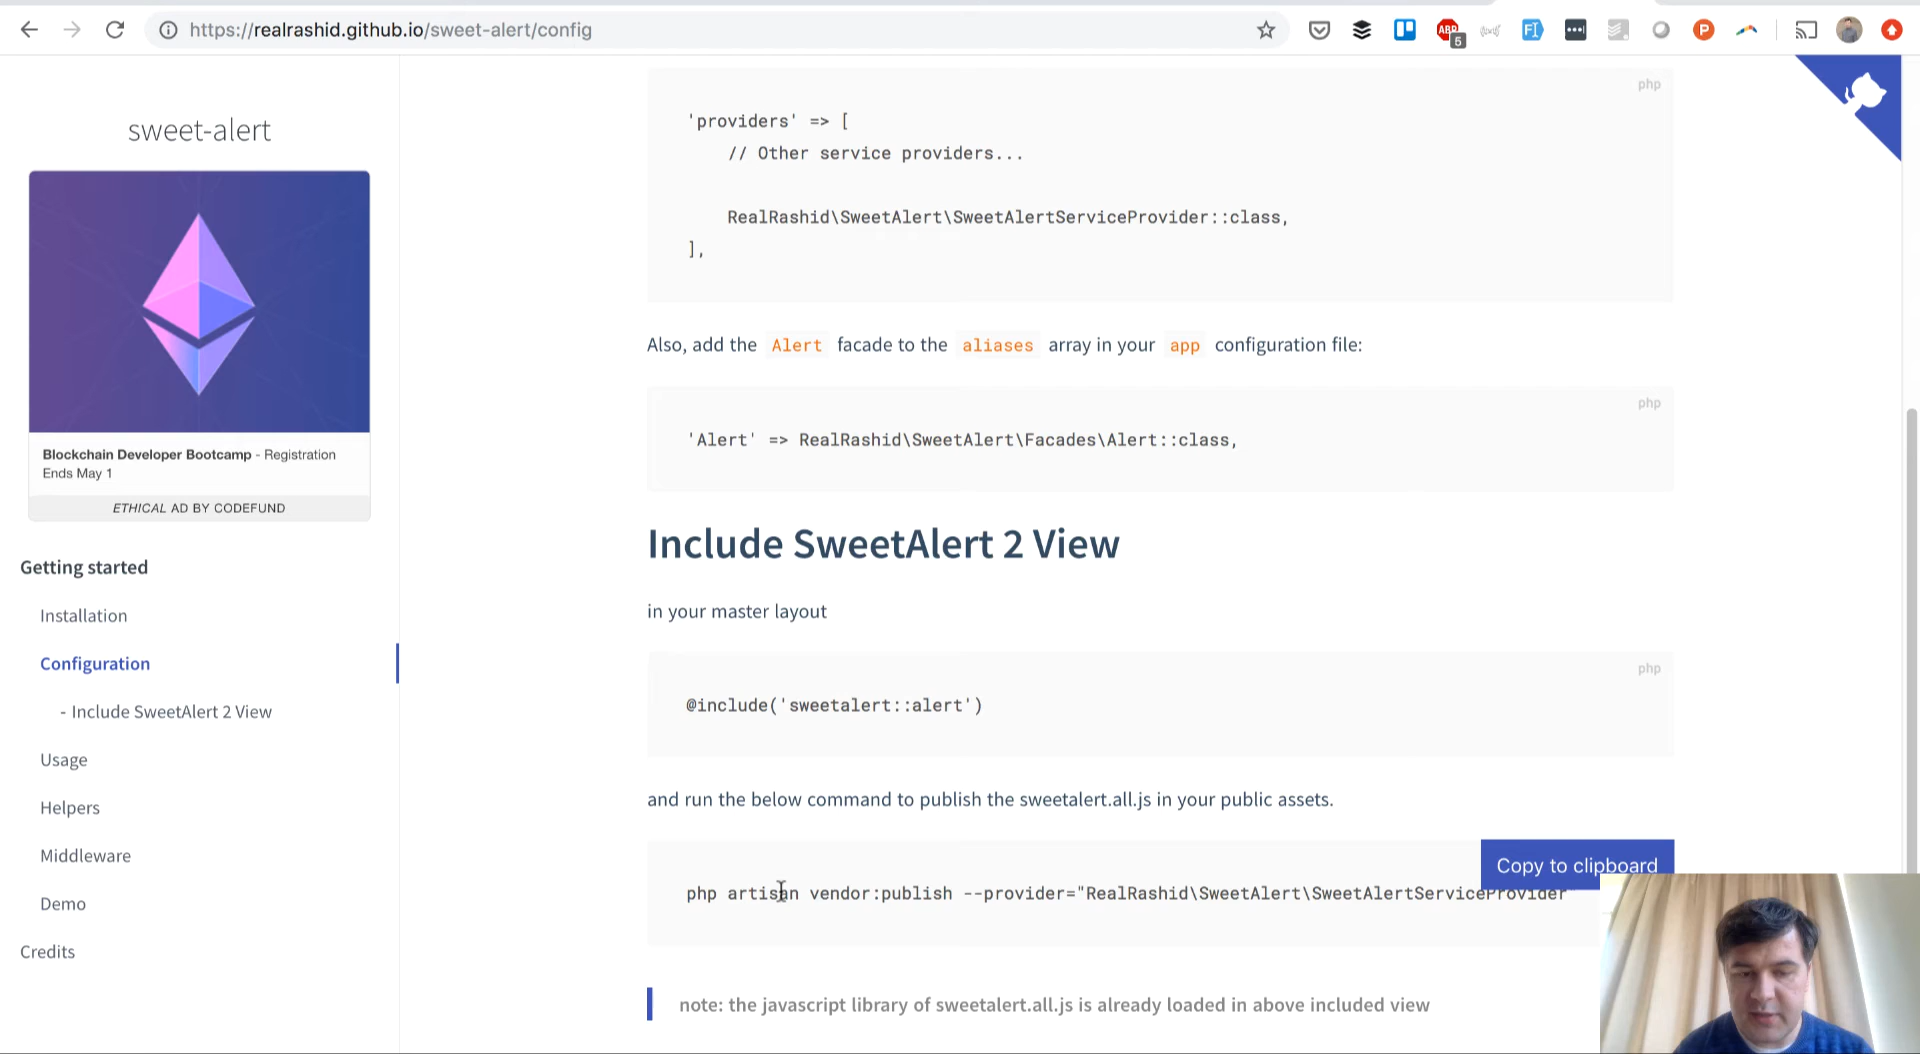 https://realrashid.github.io/sweet-alert/config
ABP
5
FI
P
sweet-alert
Blockchain Developer Bootcamp - Registration
Ends May 1
ETHICAL AD BY CODEFUND
Getting started
Installation
Configuration
- Include SweetAlert 2 View
Usage
Helpers
Middleware
Demo
Credits
php
'providers' => [
// Other service providers...
RealRashid\SweetAlert\SweetAlertServiceProvider::class,
],
Also, add the Alert facade to the aliases array in your app configuration file:
php
'Alert' => RealRashid\SweetAlert\Facades\Alert::class,
Include SweetAlert 2 View
in your master layout
php
@include('sweetalert::alert')
and run the below command to publish the sweetalert.all.js in your public assets.
Copy to clipboard
php artisan vendor:publish --provider="RealRashid\SweetAlert\SweetAlertServiceProvider"
note: the javascript library of sweetalert.all.js is already loaded in above included view